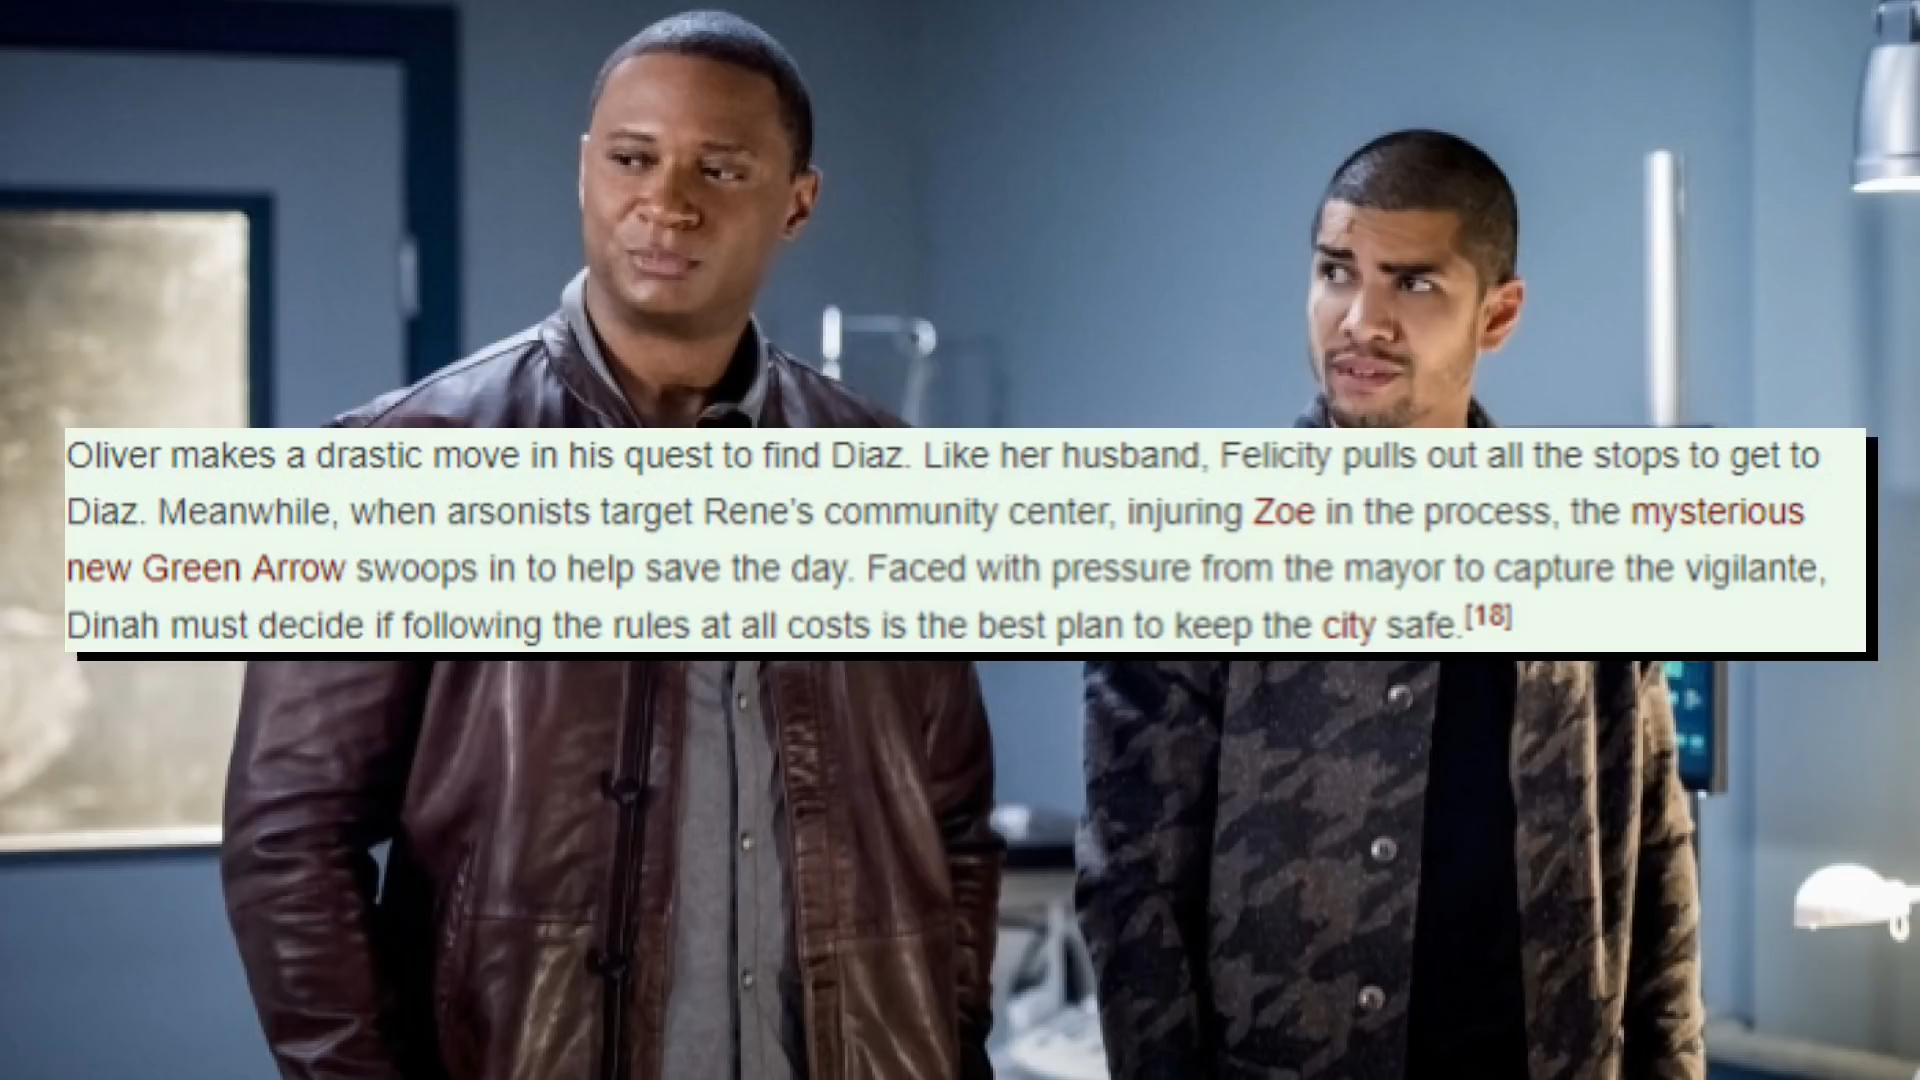 Oliver makes a drastic move in his quest to find Diaz. Like her husband, Felicity pulls out all the stops to get to
Diaz. Meanwhile, when arsonists target Rene’s community center, injuring Zoe in the process, the mysterious
new Green Arrow swoops in to help save the day. Faced with pressure from the mayor to capture the vigilante,
Dinah must decide if following the rules at all costs is the best plan to keep the city safe.[18]